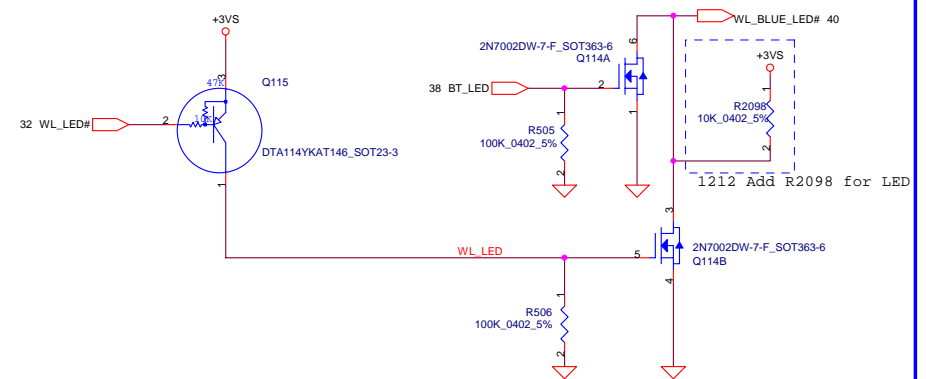 +3VS
WL_BLUE_LED# 40
2N7002DW-7-F_SOT363-6
Q114A
6
+3VS
3
47K
Q115
38 BT_LED
2
1
R2098
10K_0402_5%
2
10K
32 WL_LED#
2
1
R505
100K_0402_5%
2
1
DTA114YKAT146_SOT23-3
1
1212 Add R2098 for LED
3
WL_LED
5
2N7002DW-7-F_SOT363-6
Q114B
4
1
R506
100K_0402_5%
2